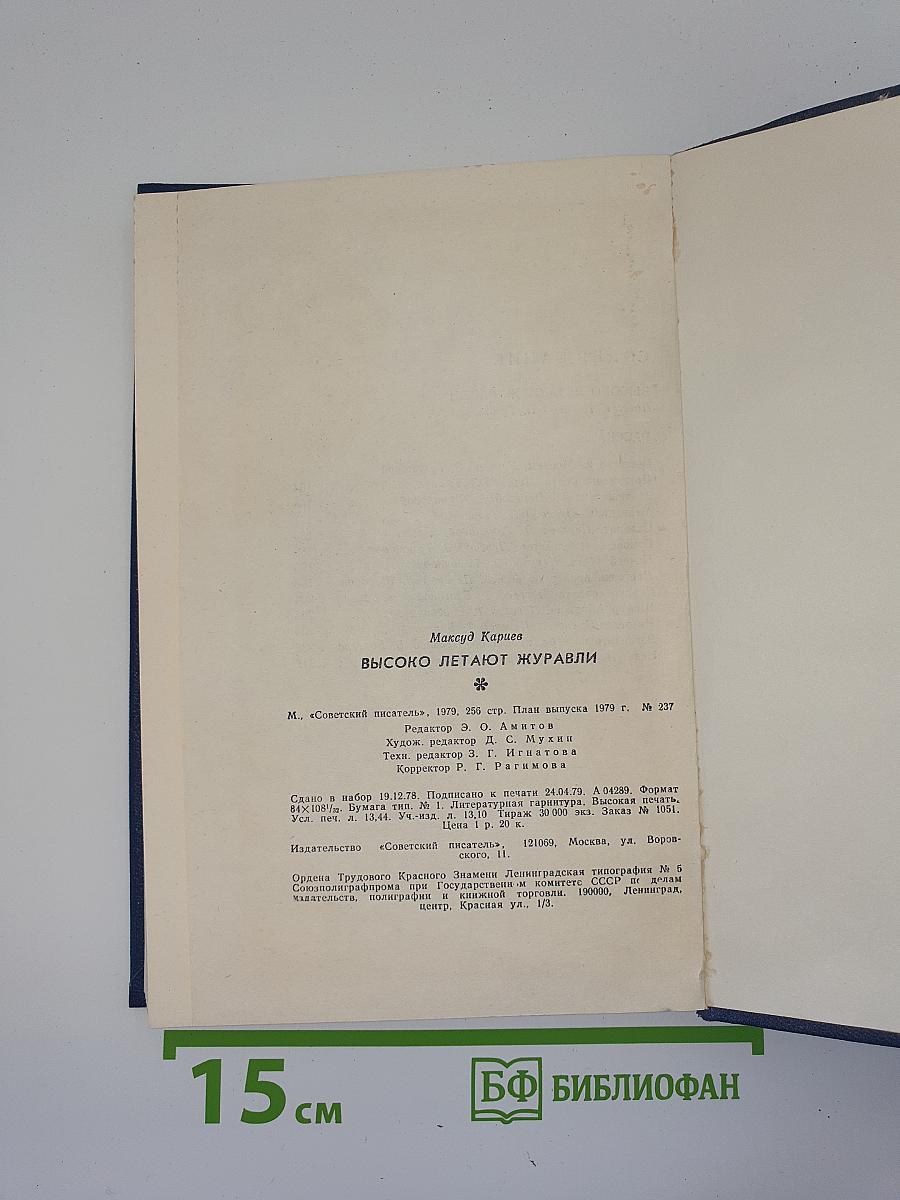 Максуд Кариев
ВЫСОКО ЛЕТАЮТ ЖУРАВЛИ
М., «Советский писатель», 1979, 256 стр. План выпуска 1979 г. № 237
Редактор Э. О. Амитов
Худож. редактор Д. С. Мухин
Техн. редактор З. Г. Игнатова
Корректор Р. Г. Рагимова
Сдано в набор 19.12.78. Подписано к печати 24.04.79. А 04289. Формат
84×108¹/₃₂. Бумага тип. № 1. Литературная гарнитура. Высокая печать.
Усл. печ. л. 13,44. Уч.-изд. л. 13,10 Тираж 30 000 экз. Заказ № 1051.
Цена 1 р. 20 к.
Издательство «Советский писатель», 121069, Москва, ул. Воров-
ского, 11.
Ордена Трудового Красного Знамени Ленинградская типография № 5
Союзполиграфпрома при Государственном комитете СССР по делам
издательств, полиграфии и книжной торговли. 190000, Ленинград,
центр, Красная ул., 1/3.
15 см
БФ БИБЛИОФАН